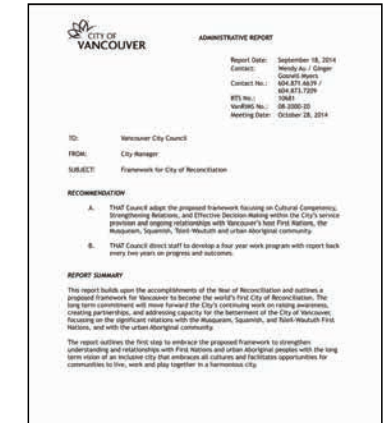 CITY OF
VANCOUVER
ADMINISTRATIVE REPORT
Report Date: September 18, 2014
Contact: Wendy Au / Ginger
Gosnell-Myers
Contact No.: 604.871.6639 /
604.873.7209
RTS No.: 10681
VanRIMS No.: 08-2000-20
Meeting Date: October 28, 2014
TO: Vancouver City Council
FROM: City Manager
SUBJECT: Framework for City of Reconciliation
RECOMMENDATION
A. THAT Council adopt the proposed framework focusing on Cultural Competency,
Strengthening Relations, and Effective Decision-Making within the City's service
provision and ongoing relationships with Vancouver's host First Nations, the
Musqueam, Squamish, Tsleil-Waututh and urban Aboriginal community.
B. THAT Council direct staff to develop a four year work program with report back
every two years on progress and outcomes.
REPORT SUMMARY
This report builds upon the accomplishments of the Year of Reconciliation and outlines a
proposed framework for Vancouver to become the world's first City of Reconciliation. The
long term commitment will move forward the City's continuing work on raising awareness,
creating partnerships, and addressing capacity for the betterment of the City of Vancouver,
focussing on the significant relations with the Musqueam, Squamish, and Tsleil-Waututh First
Nations, and with the urban Aboriginal community.
The report outlines the first step to embrace the proposed framework to strengthen
understanding and relationships with First Nations and urban Aboriginal peoples with the long
term vision of an inclusive city that embraces all cultures and facilitates opportunities for
communities to live, work and play together in a harmonious city.